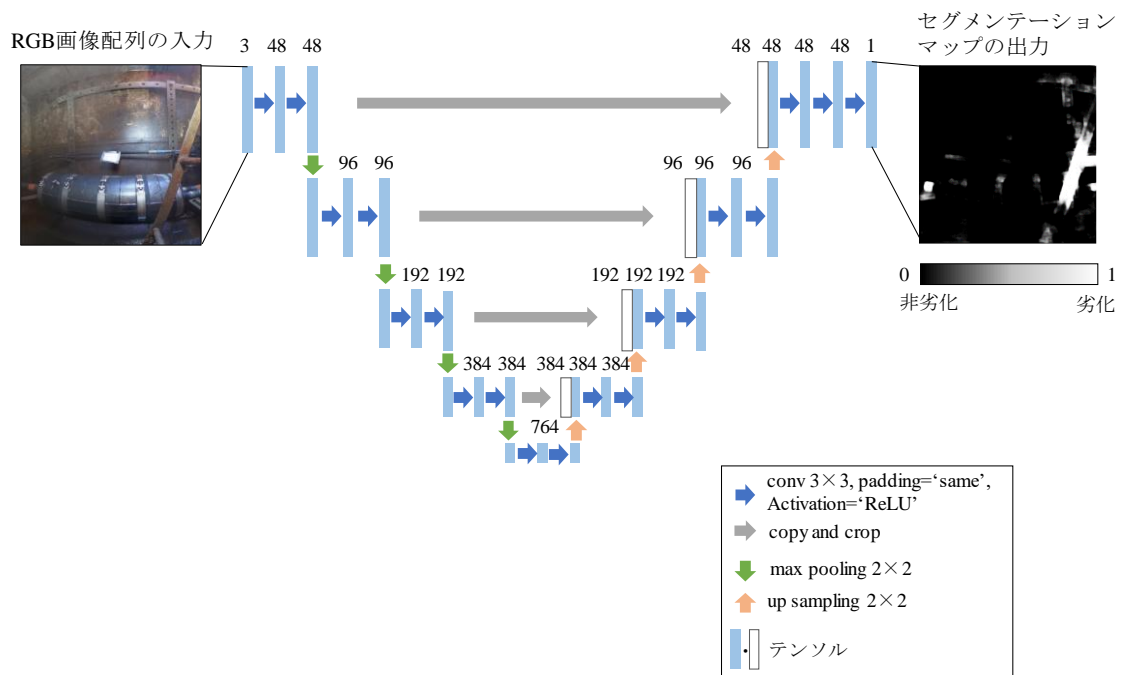 RGB画像配列の入力
3 48 48
48 48 48 48 1
セグメンテーション
マップの出力
96 96
96 96 96
192 192
192 192 192
0 1
非劣化 劣化
384 384 384 384 384
764
conv 3×3, padding=‘same’,
Activation=‘ReLU’
copy and crop
max pooling 2×2
up sampling 2×2
・ テンソル